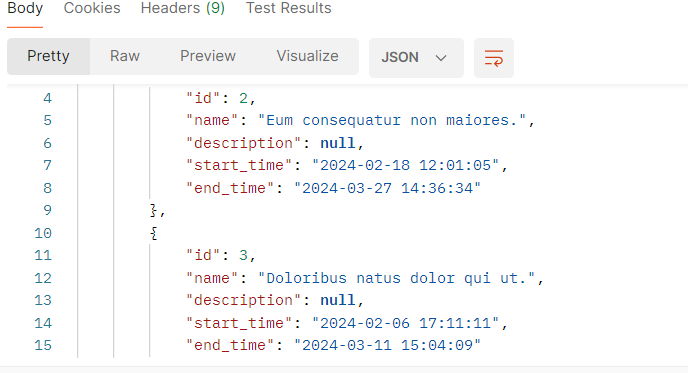 Body Cookies Headers (9) Test Results
Pretty Raw Preview Visualize JSON
4 "id": 2,
5 "name": "Eum consequatur non maiores.",
6 "description": null,
7 "start_time": "2024-02-18 12:01:05",
8 "end_time": "2024-03-27 14:36:34"
9 },
10 {
11 "id": 3,
12 "name": "Doloribus natus dolor qui ut.",
13 "description": null,
14 "start_time": "2024-02-06 17:11:11",
15 "end_time": "2024-03-11 15:04:09"